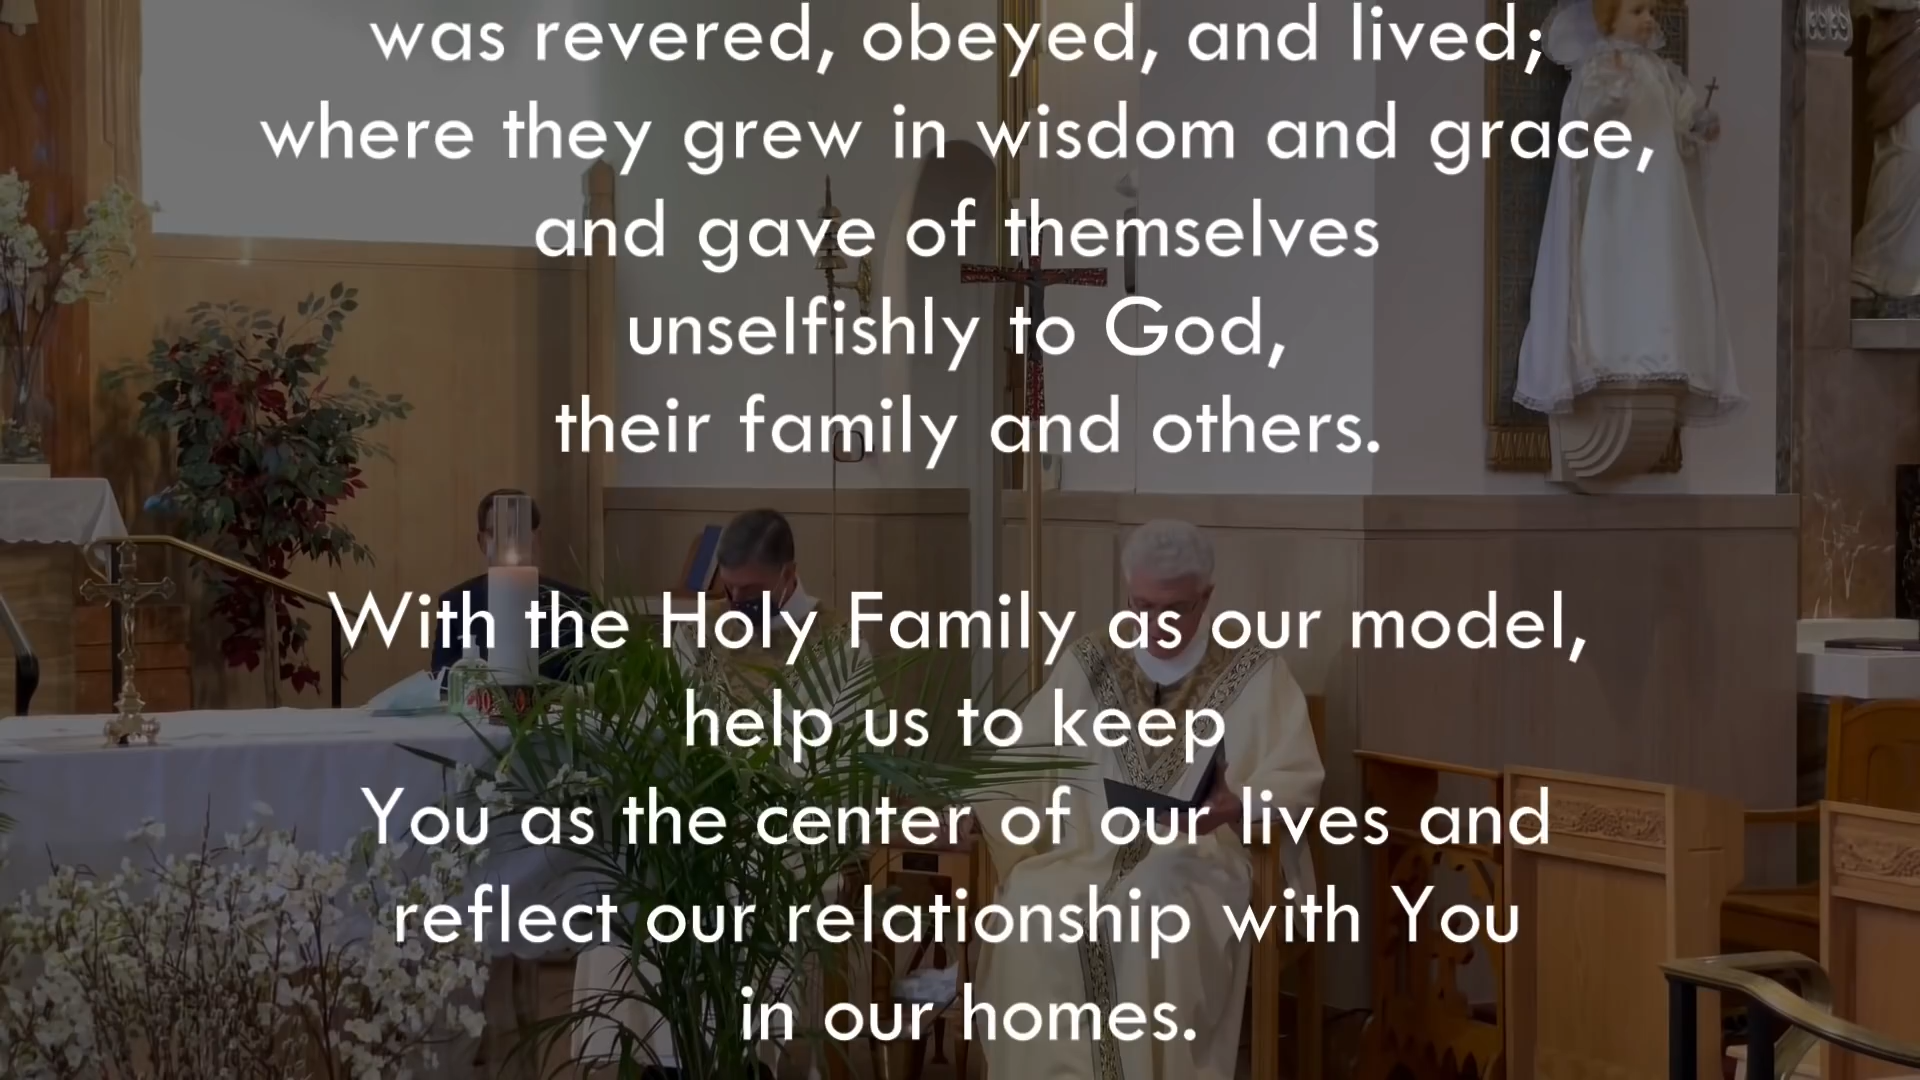 was revered, obeyed, and lived;
where they grew in wisdom and grace,
and gave of themselves
unselfishly to God,
their family and others.
With the Holy Family as our model,
help us to keep
You as the center of our lives and
reflect our relationship with You
in our homes.